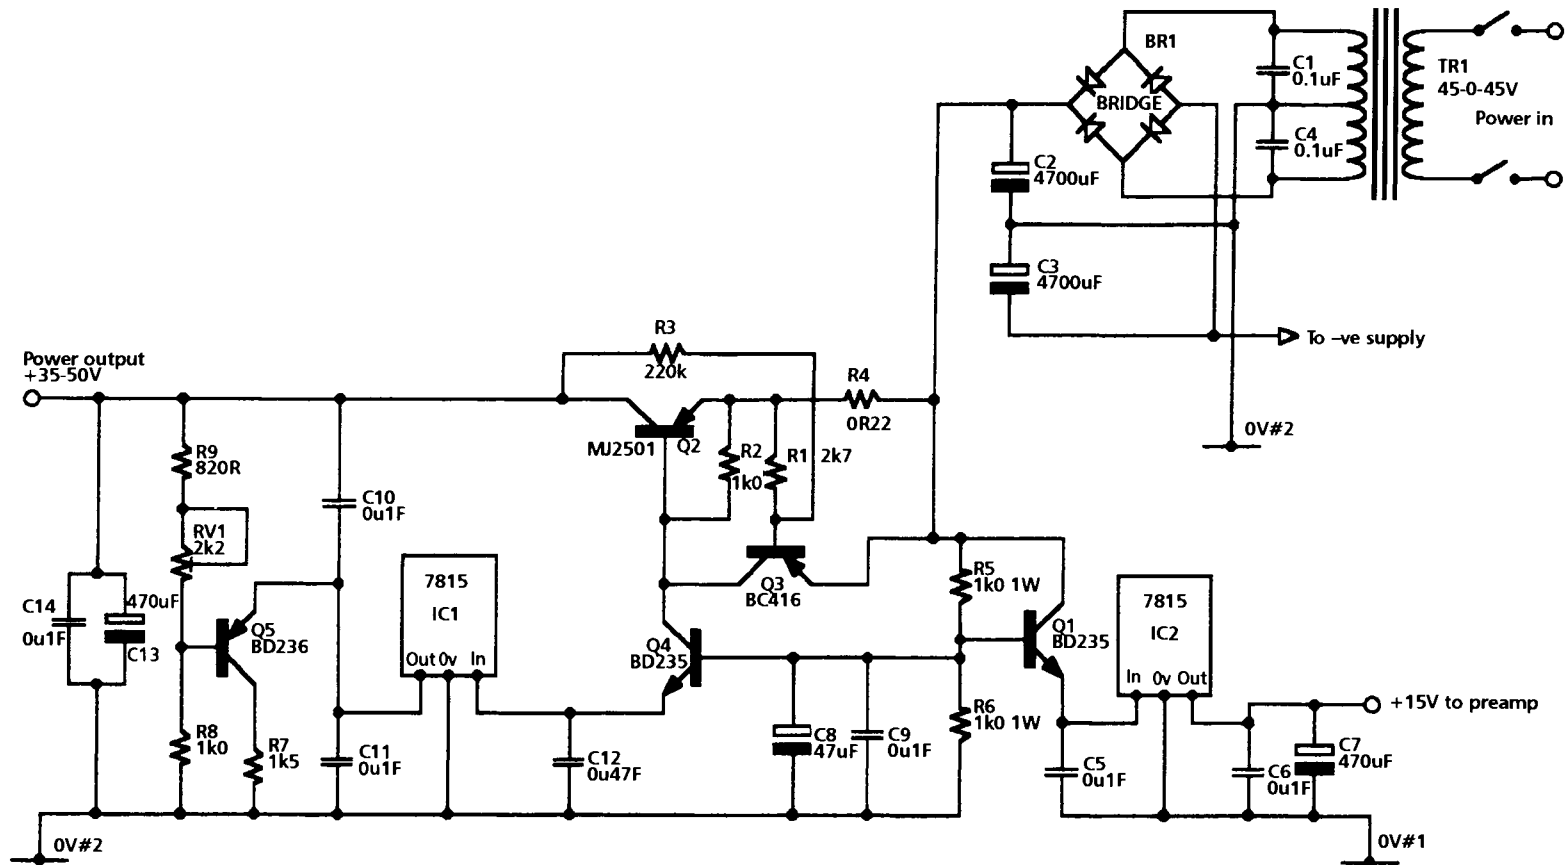 BR1
BRIDGE
C1
0.1uF
C4
0.1uF
TR1
45-0-45V
Power in
C2
4700uF
C3
4700uF
To –ve supply
0V#2
Power output
+35-50V
R3
220k
R4
0R22
MJ2501
Q2
R2
1k0
R1
2k7
R9
820R
RV1
2k2
C10
0u1F
C14
0u1F
470uF
C13
Q5
BD236
7815
IC1
Out
0v
In
Q3
BC416
Q4
BD235
R5
1k0 1W
Q1
BD235
7815
IC2
In
0v
Out
R6
1k0 1W
+15V to preamp
R8
1k0
R7
1k5
C11
0u1F
C12
0u47F
C8
47uF
C9
0u1F
C5
0u1F
C6
0u1F
C7
470uF
0V#2
0V#1